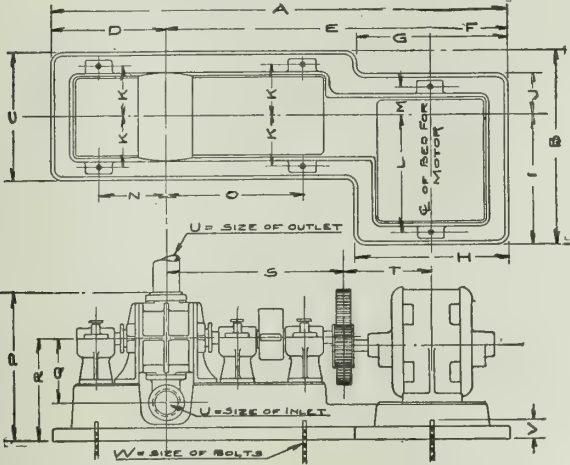 A
D
E
F
G
C
K
K
K
K
M
L
℄ OF BED FOR
MOTOR
J
I
B
N
O
H
U = SIZE OF OUTLET
S
T
P
R
Q
U = SIZE OF INLET
V
W = SIZE OF BOLTS